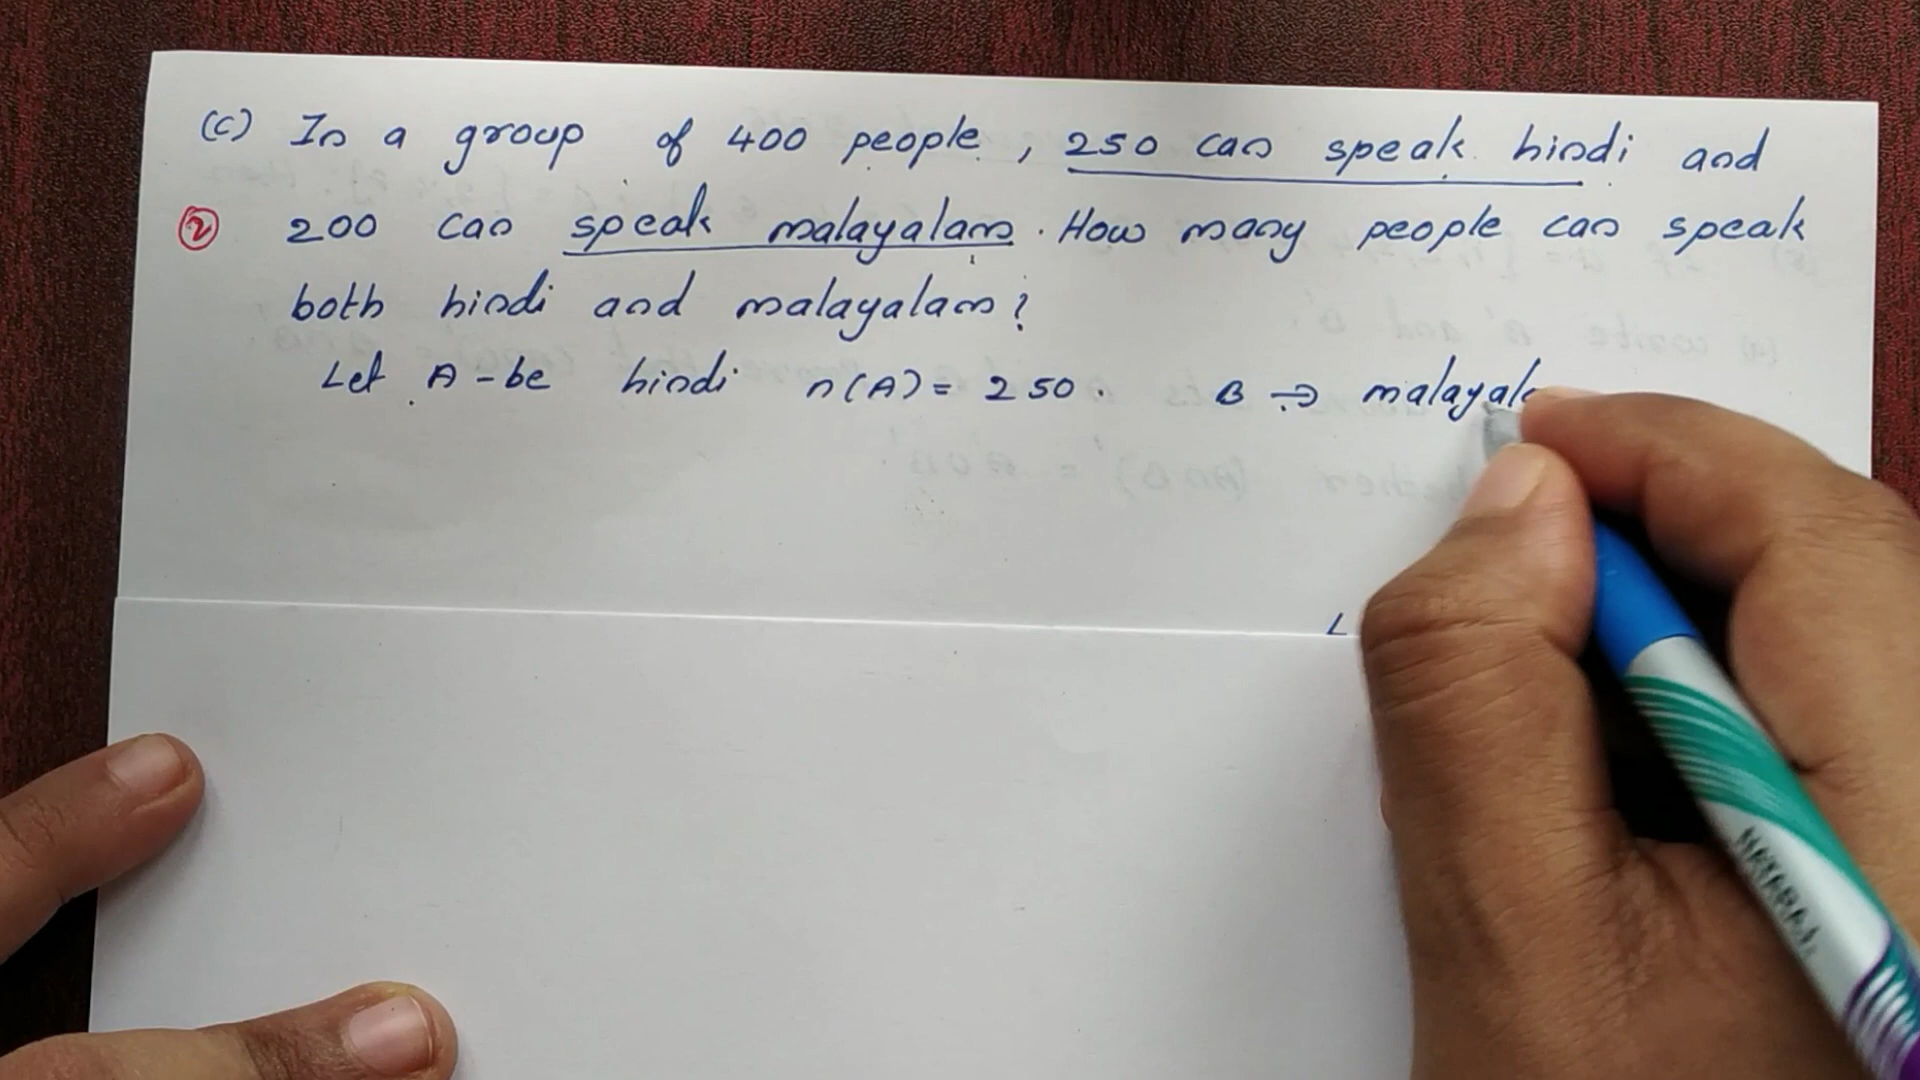 (c) In a group of 400 people, 250 can speak hindi and
② 200 can speak malayalam. How many people can speak
both hindi and malayalam?
Let A-be hindi n(A) = 250. B → malayal
L
NATARAJ